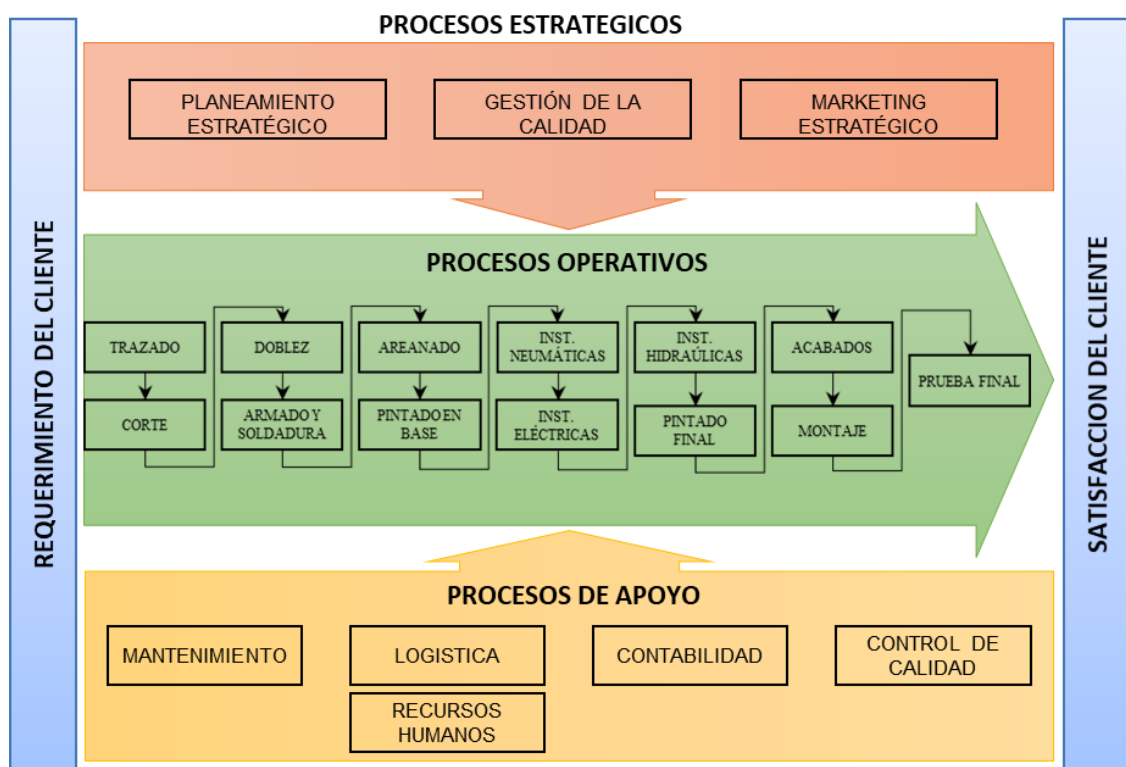 PROCESOS ESTRATEGICOS
PLANEAMIENTO
ESTRATÉGICO
GESTIÓN DE LA
CALIDAD
MARKETING
ESTRATÉGICO
REQUERIMIENTO DEL CLIENTE
PROCESOS OPERATIVOS
TRAZADO
CORTE
DOBLEZ
ARMADO Y
SOLDADURA
AREANADO
PINTADO EN
BASE
INST.
NEUMÁTICAS
INST.
ELÉCTRICAS
INST.
HIDRAÚLICAS
PINTADO
FINAL
ACABADOS
MONTAJE
PRUEBA FINAL
SATISFACCION DEL CLIENTE
PROCESOS DE APOYO
MANTENIMIENTO
LOGISTICA
CONTABILIDAD
CONTROL DE
CALIDAD
RECURSOS
HUMANOS